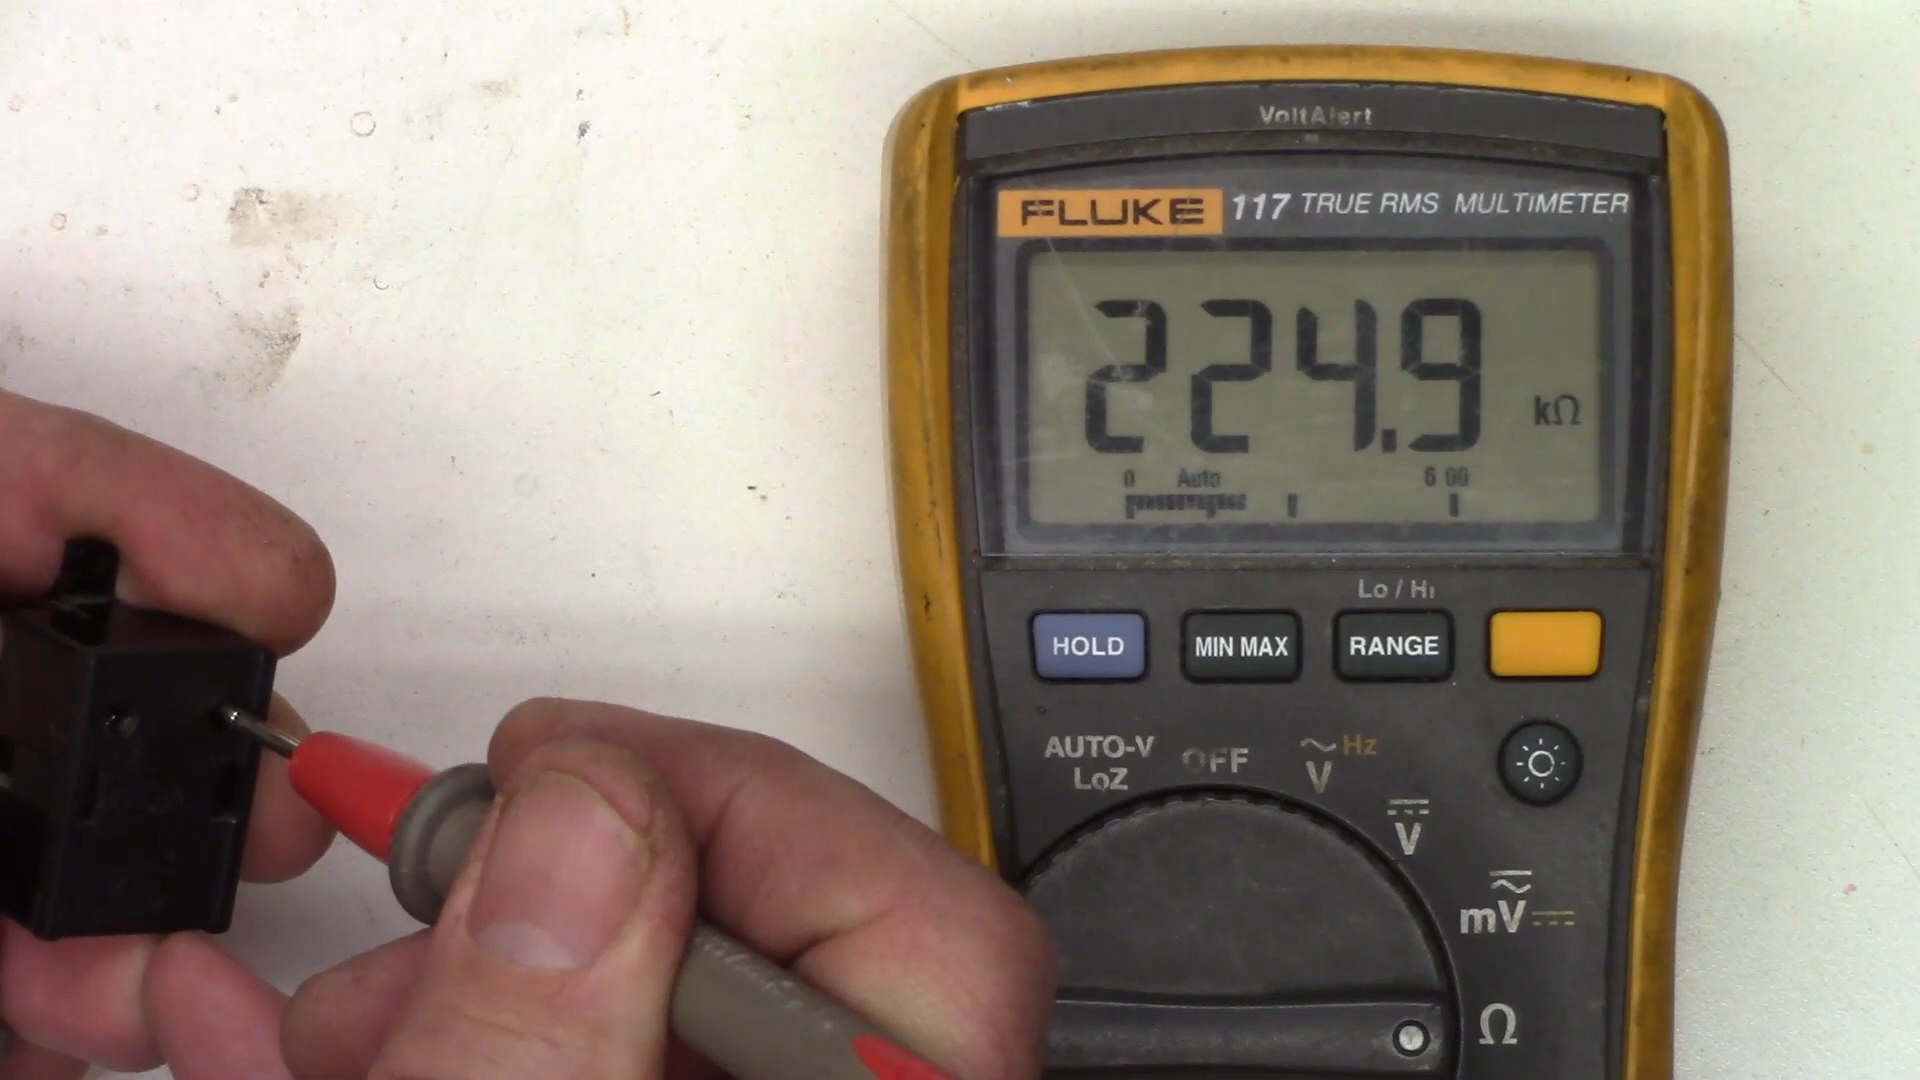 VoltAlert
FLUKE 117 TRUE RMS MULTIMETER
224.9 kΩ
0 Auto 6 00
Lo / Hi
HOLD MIN MAX RANGE
AUTO-V
LoZ
OFF
V Hz
V
mV
Ω